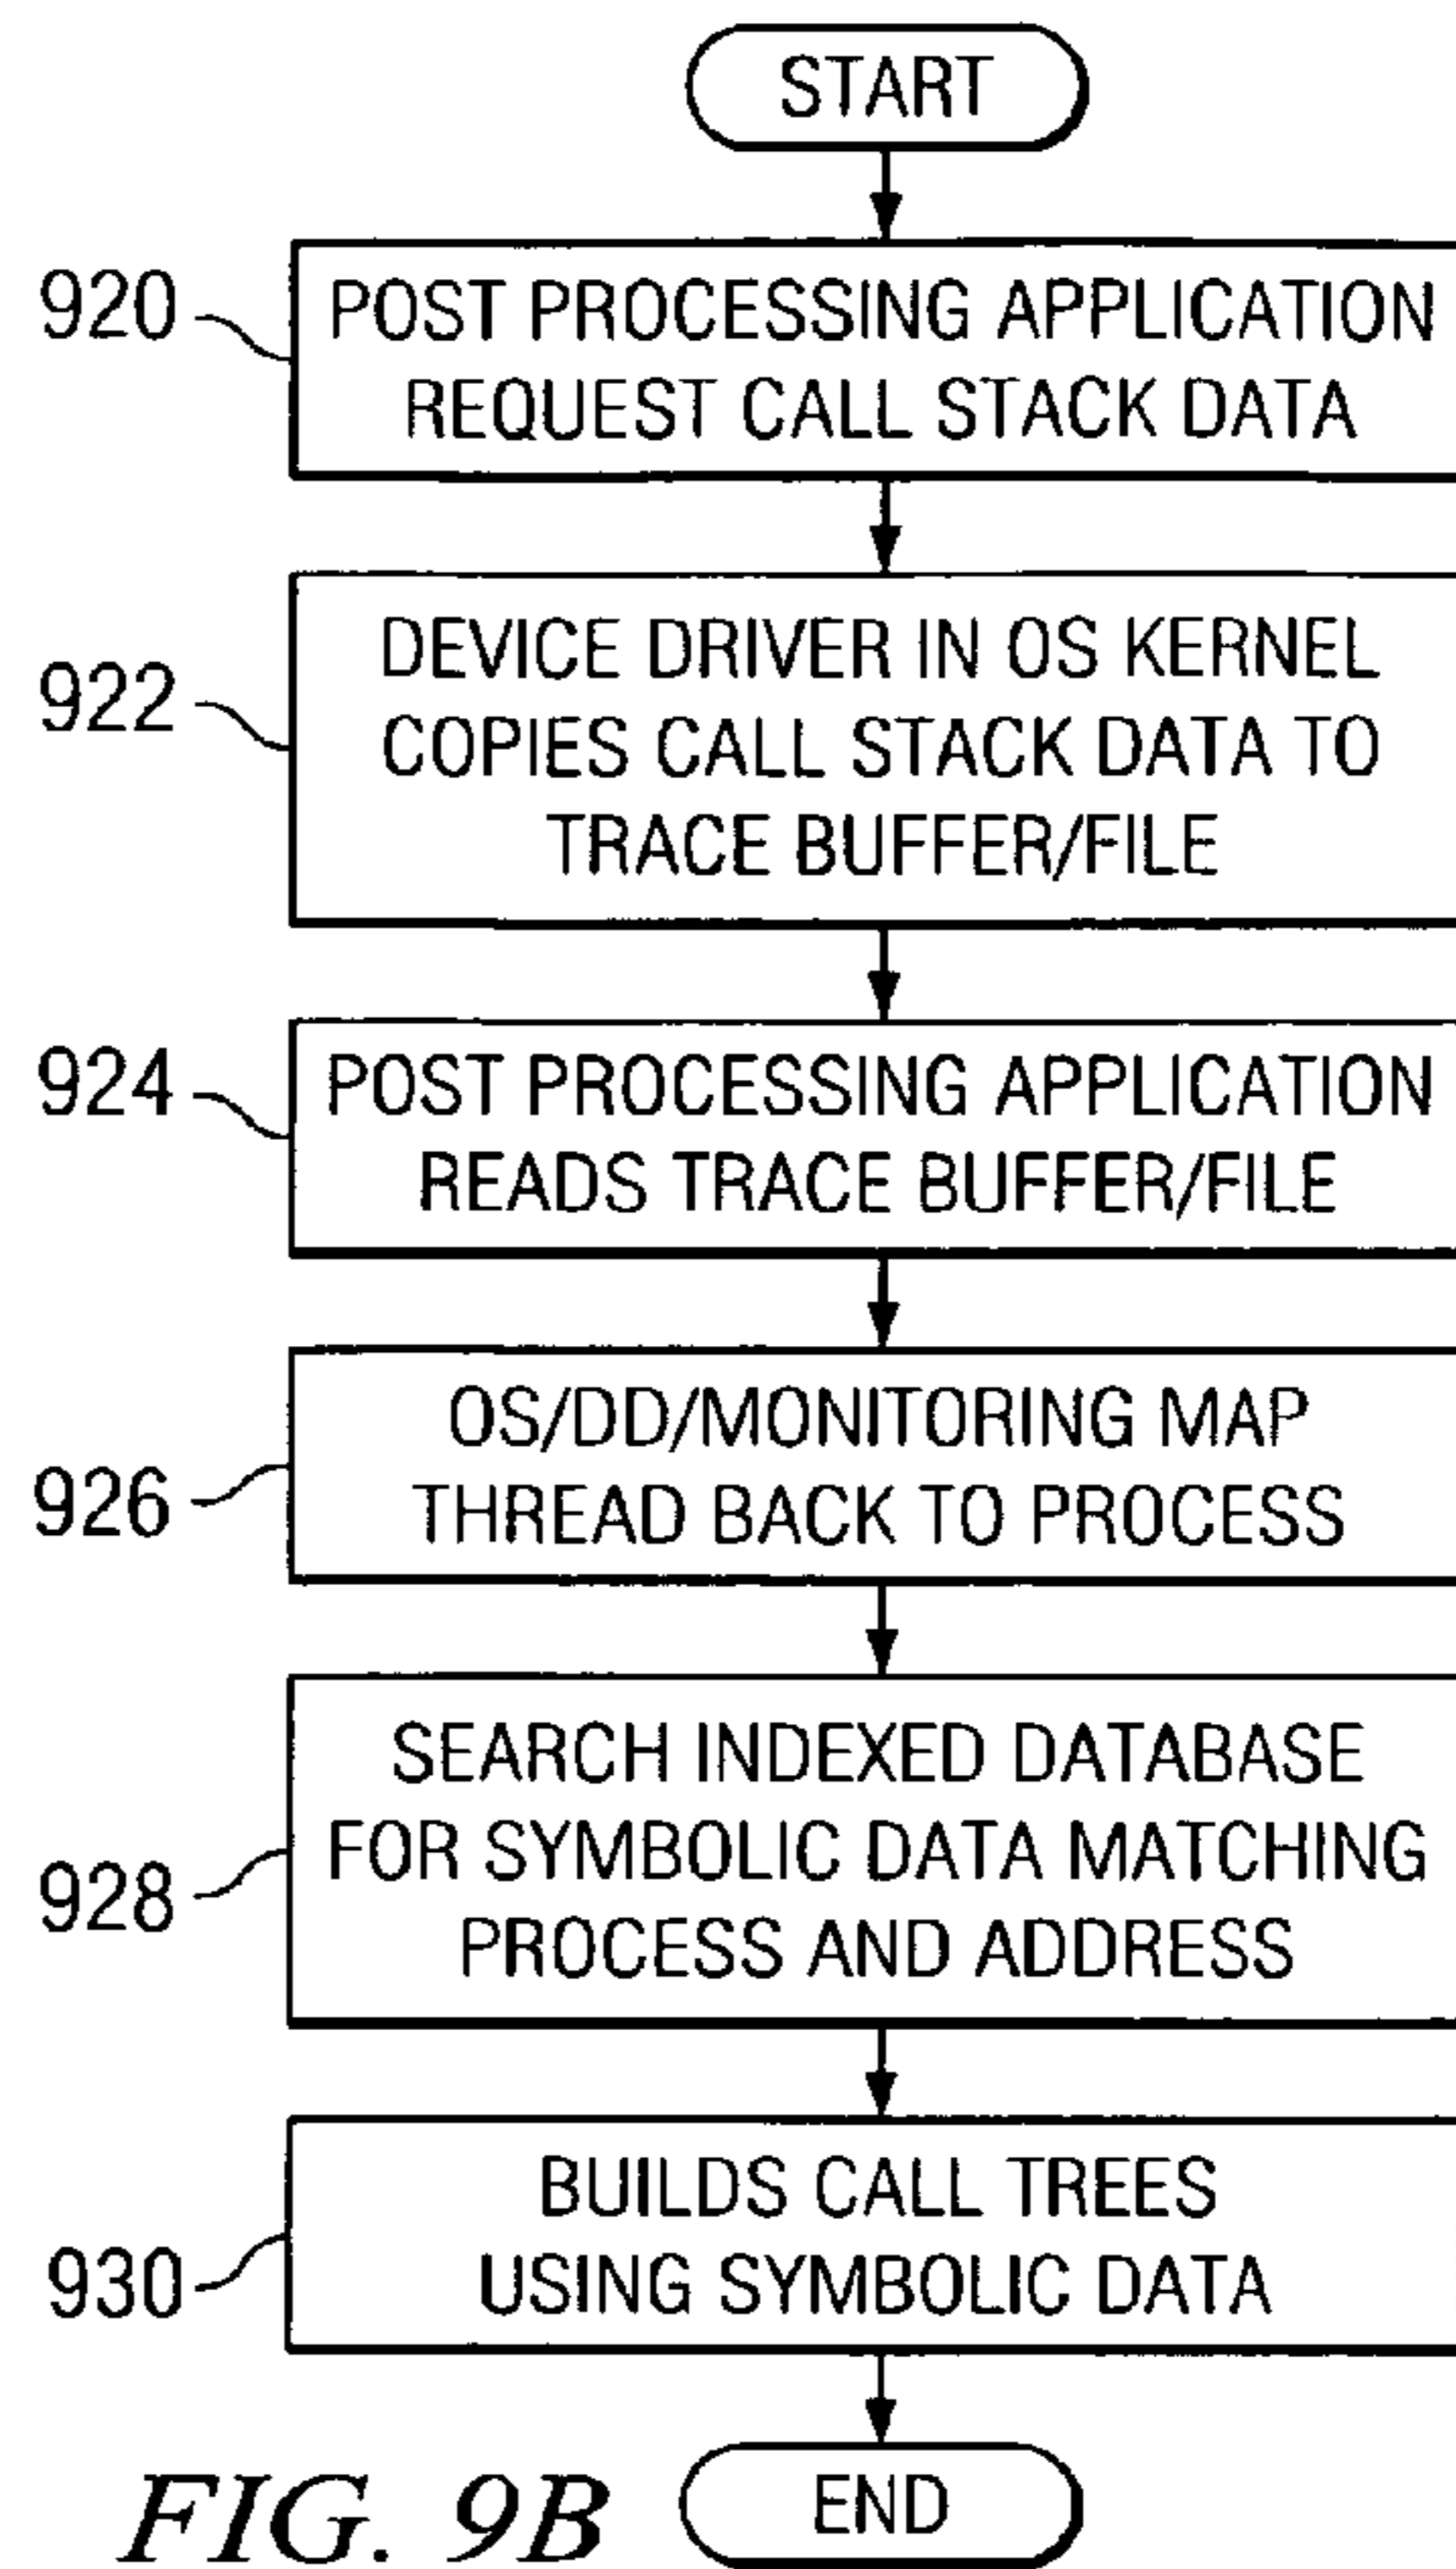 START
920
POST PROCESSING APPLICATION
REQUEST CALL STACK DATA
922
DEVICE DRIVER IN OS KERNEL
COPIES CALL STACK DATA TO
TRACE BUFFER/FILE
924
POST PROCESSING APPLICATION
READS TRACE BUFFER/FILE
926
OS/DD/MONITORING MAP
THREAD BACK TO PROCESS
928
SEARCH INDEXED DATABASE
FOR SYMBOLIC DATA MATCHING
PROCESS AND ADDRESS
930
BUILDS CALL TREES
USING SYMBOLIC DATA
END
FIG. 9B